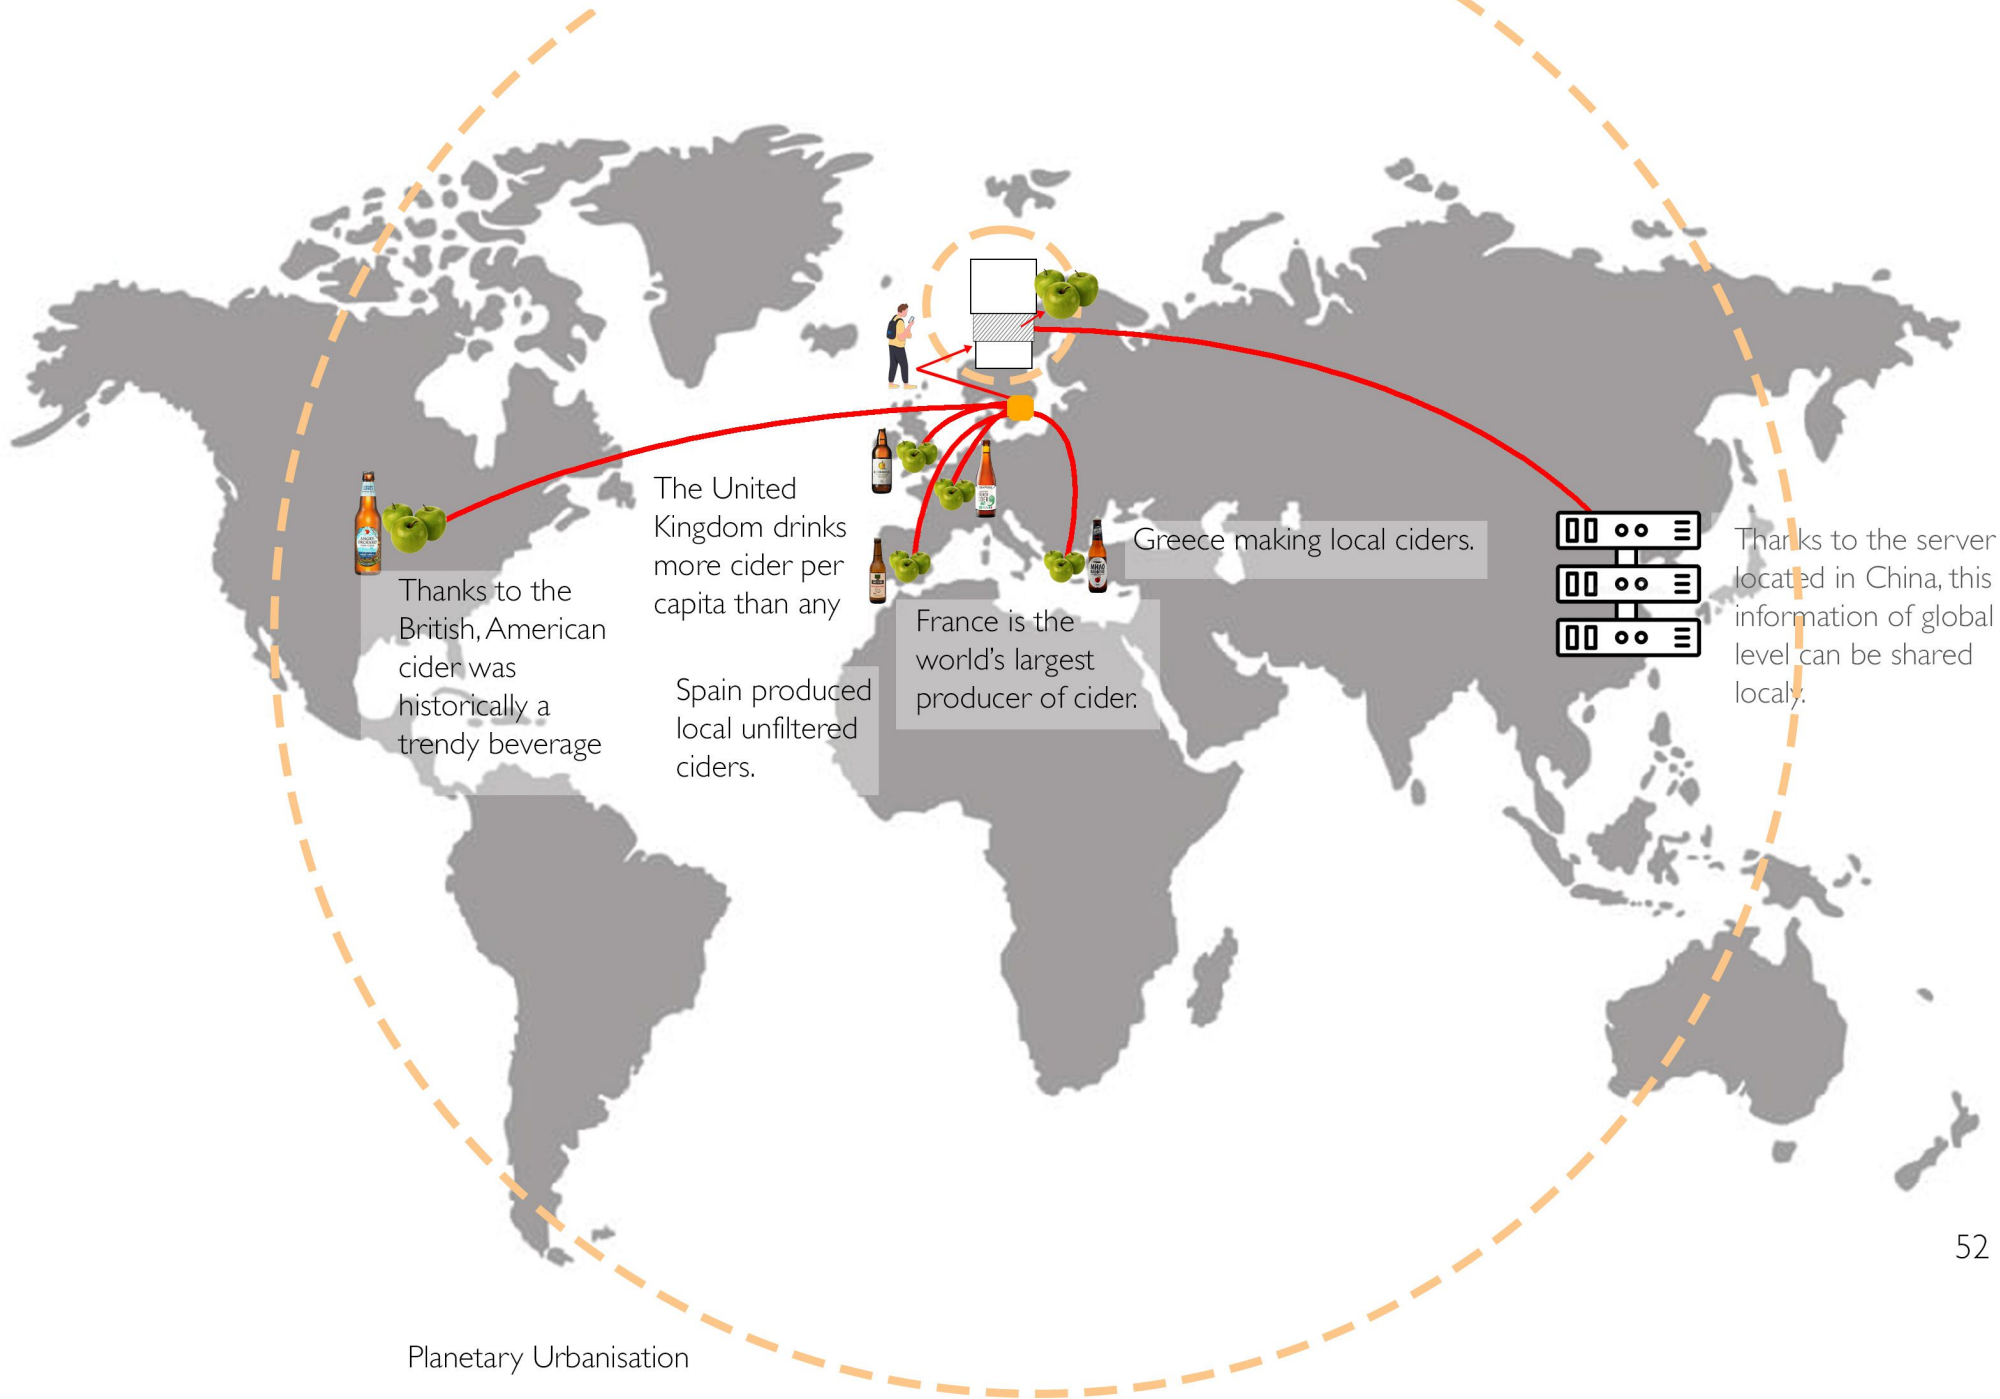 The United
Kingdom drinks
more cider per
capita than any
Greece making local ciders.
Thanks to the server
located in China, this
information of global
level can be shared
localy.
Thanks to the
British, American
cider was
historically a
trendy beverage
France is the
world's largest
producer of cider.
Spain produced
local unfiltered
ciders.
52
Planetary Urbanisation